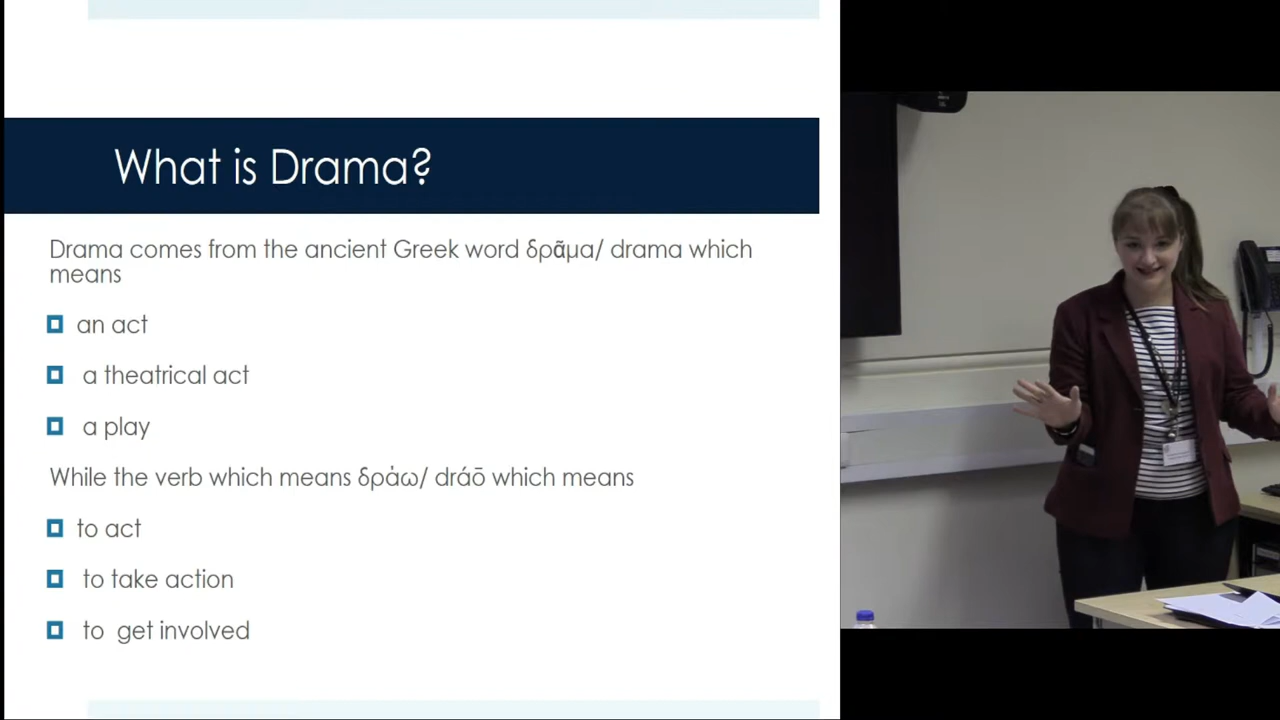 What is Drama?
Drama comes from the ancient Greek word δρᾶμα/ drama which
means
an act
a theatrical act
a play
While the verb which means δρἀω/ dráō which means
to act
to take action
to get involved